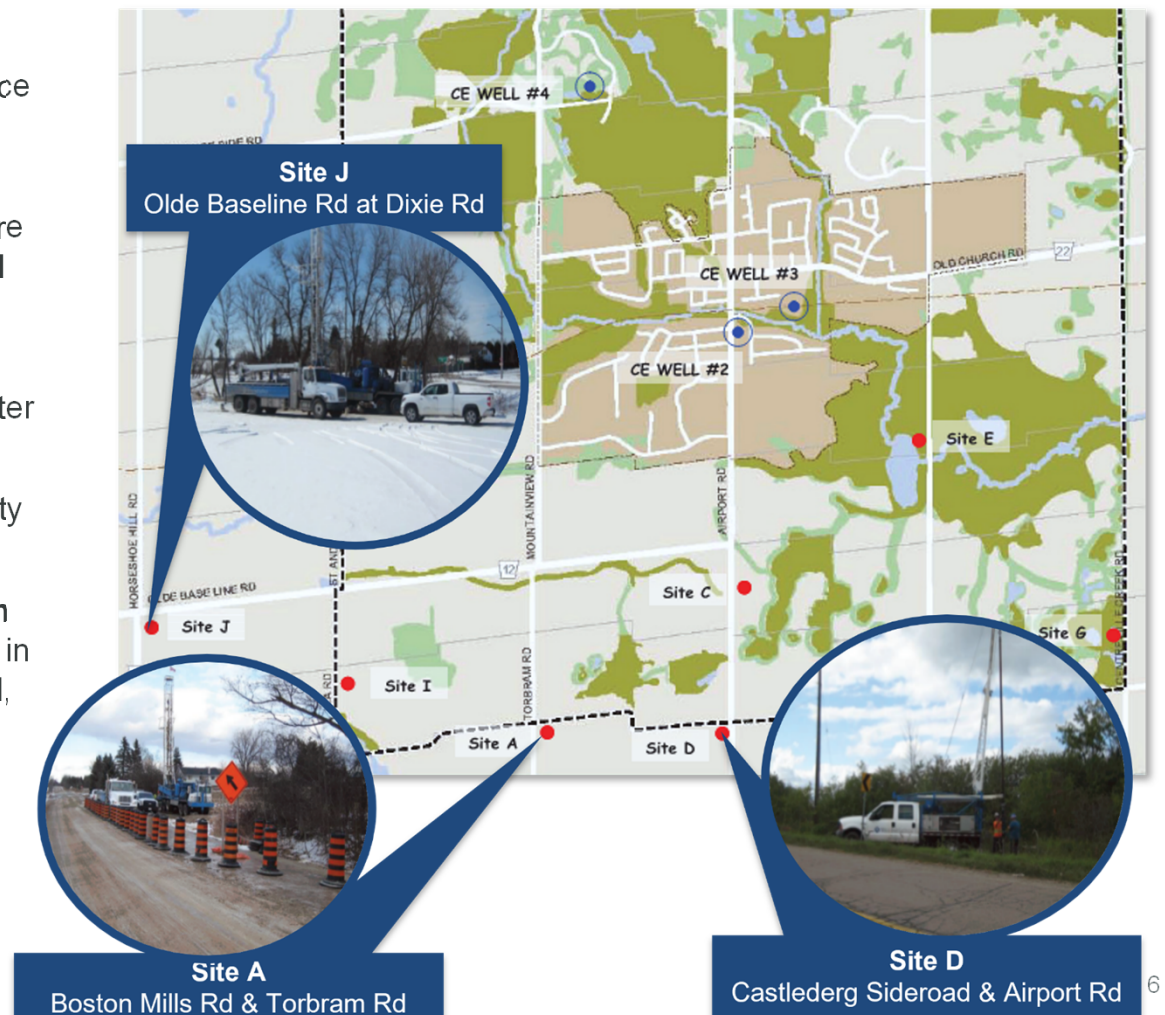 ce
re
ter
ty
in
CE WELL #4
Site J
Olde Baseline Rd at Dixie Rd
CE WELL #3
OLD CHURCH RD
22
CE WELL #2
Site E
HORSESHOE HILL RD
MOUNTAINVIEW RD
AIRPORT RD
12
OLDE BASE LINE RD
Site C
Site J
Site G
Site I
TORBRAM RD
Site A
Site D
Site A
Boston Mills Rd & Torbram Rd
Site D
Castlederg Sideroad & Airport Rd
6